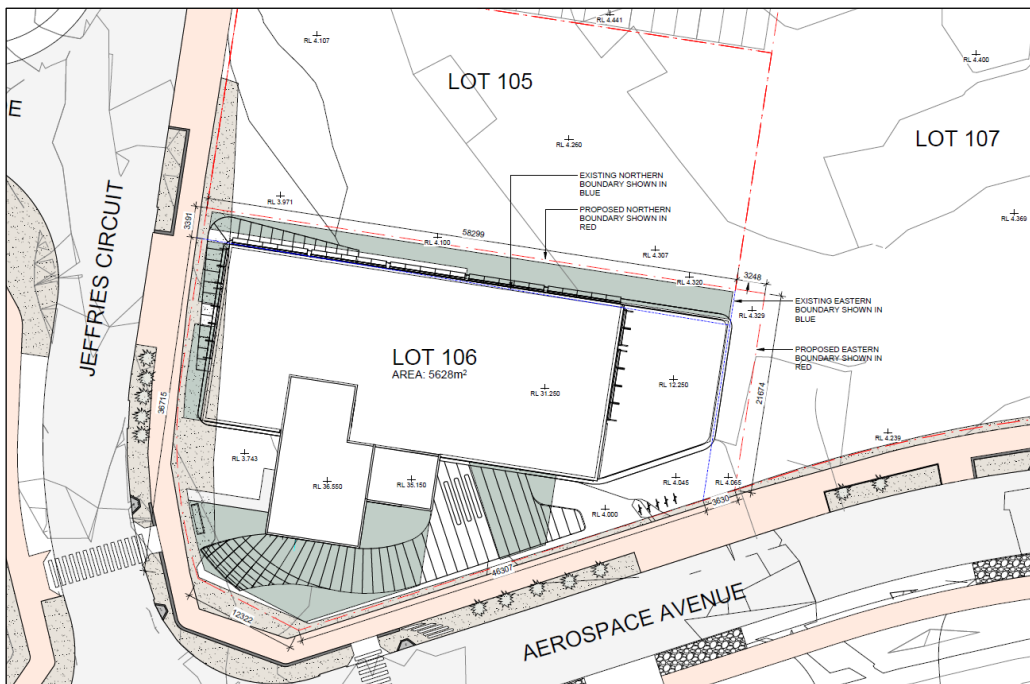 RL 4.441
RL 4.107
RL 4.400
LOT 105
LOT 107
E
RL 4.260
EXISTING NORTHERN
BOUNDARY SHOWN IN
BLUE
PROPOSED NORTHERN
BOUNDARY SHOWN IN
RED
JEFFRIES CIRCUIT
RL 3.971
RL 4.369
3391
58299
RL 4.100
RL 4.307
RL 4.320
3248
EXISTING EASTERN
BOUNDARY SHOWN IN
BLUE
RL 4.329
PROPOSED EASTERN
BOUNDARY SHOWN IN
RED
LOT 106
AREA: 5628m²
RL 31.250
RL 12.250
21674
36715
RL 4.239
RL 3.743
RL 36.550
RL 35.150
RL 4.045
RL 4.065
3630
RL 4.000
46307
12322
AEROSPACE AVENUE